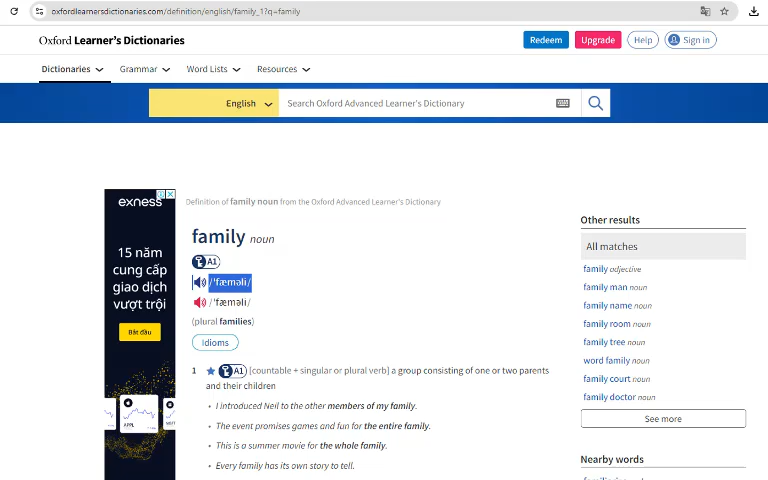 oxfordlearnersdictionaries.com/definition/english/family_1?q=family
Oxford Learner's Dictionaries
Redeem
Upgrade
Help
Sign in
Dictionaries
Grammar
Word Lists
Resources
English
Search Oxford Advanced Learner's Dictionary
exness
15 năm
cung cấp
giao dịch
vượt trội
Bắt đầu
APPL
Definition of family noun from the Oxford Advanced Learner's Dictionary
family noun
A1
/ˈfæməli/
/ˈfæməli/
(plural families)
Idioms
1 A1 [countable + singular or plural verb] a group consisting of one or two parents
and their children
• I introduced Neil to the other members of my family.
• The event promises games and fun for the entire family.
• This is a summer movie for the whole family.
• Every family has its own story to tell.
Other results
All matches
family adjective
family man noun
family name noun
family room noun
family tree noun
word family noun
family court noun
family doctor noun
See more
Nearby words